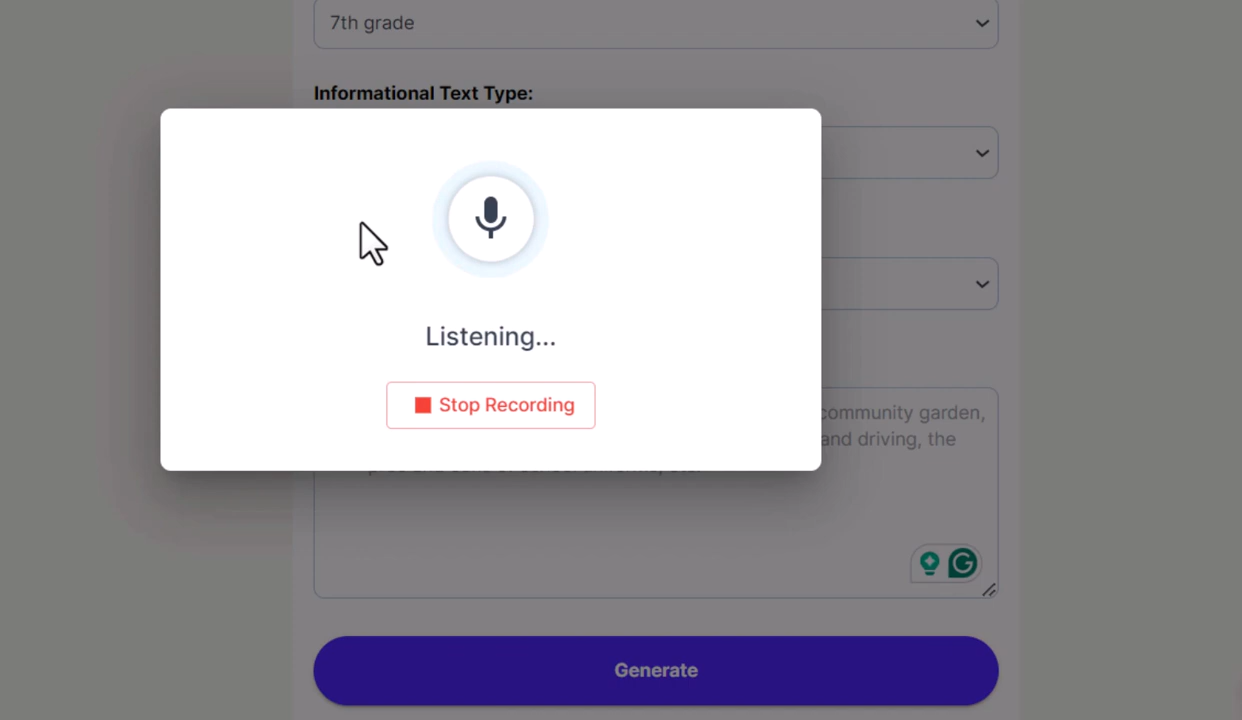 7th grade
Informational Text Type:
Listening...
Stop Recording
community garden,
and driving, the
Generate